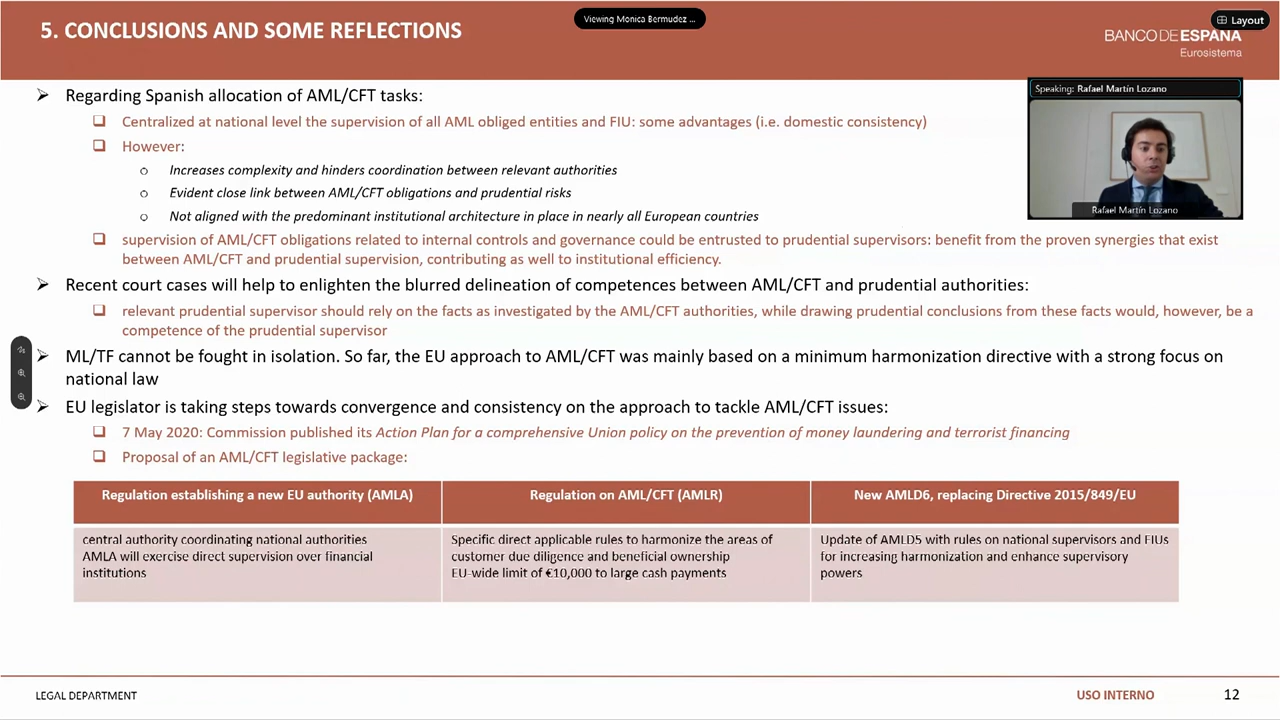 Viewing Monica Bermudez ...
Layout
5. CONCLUSIONS AND SOME REFLECTIONS
BANCO DE ESPAÑA
Eurosistema
Speaking: Rafael Martín Lozano
Rafael Martín Lozano
Regarding Spanish allocation of AML/CFT tasks:
Centralized at national level the supervision of all AML obliged entities and FIU: some advantages (i.e. domestic consistency)
However:
Increases complexity and hinders coordination between relevant authorities
Evident close link between AML/CFT obligations and prudential risks
Not aligned with the predominant institutional architecture in place in nearly all European countries
supervision of AML/CFT obligations related to internal controls and governance could be entrusted to prudential supervisors: benefit from the proven synergies that exist
between AML/CFT and prudential supervision, contributing as well to institutional efficiency.
Recent court cases will help to enlighten the blurred delineation of competences between AML/CFT and prudential authorities:
relevant prudential supervisor should rely on the facts as investigated by the AML/CFT authorities, while drawing prudential conclusions from these facts would, however, be a
competence of the prudential supervisor
ML/TF cannot be fought in isolation. So far, the EU approach to AML/CFT was mainly based on a minimum harmonization directive with a strong focus on
national law
EU legislator is taking steps towards convergence and consistency on the approach to tackle AML/CFT issues:
7 May 2020: Commission published its Action Plan for a comprehensive Union policy on the prevention of money laundering and terrorist financing
Proposal of an AML/CFT legislative package:
Regulation establishing a new EU authority (AMLA)
Regulation on AML/CFT (AMLR)
New AMLD6, replacing Directive 2015/849/EU
central authority coordinating national authorities
AMLA will exercise direct supervision over financial
institutions
Specific direct applicable rules to harmonize the areas of
customer due diligence and beneficial ownership
EU-wide limit of €10,000 to large cash payments
Update of AMLD5 with rules on national supervisors and FIUs
for increasing harmonization and enhance supervisory
powers
LEGAL DEPARTMENT
USO INTERNO
12